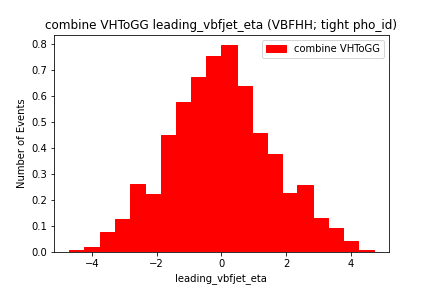 combine VHToGG leading_vbfjet_eta (VBFHH; tight pho_id)
combine VHToGG
Number of Events
0.8
0.7
0.6
0.5
0.4
0.3
0.2
0.1
0.0
−4 −2 0 2 4
leading_vbfjet_eta